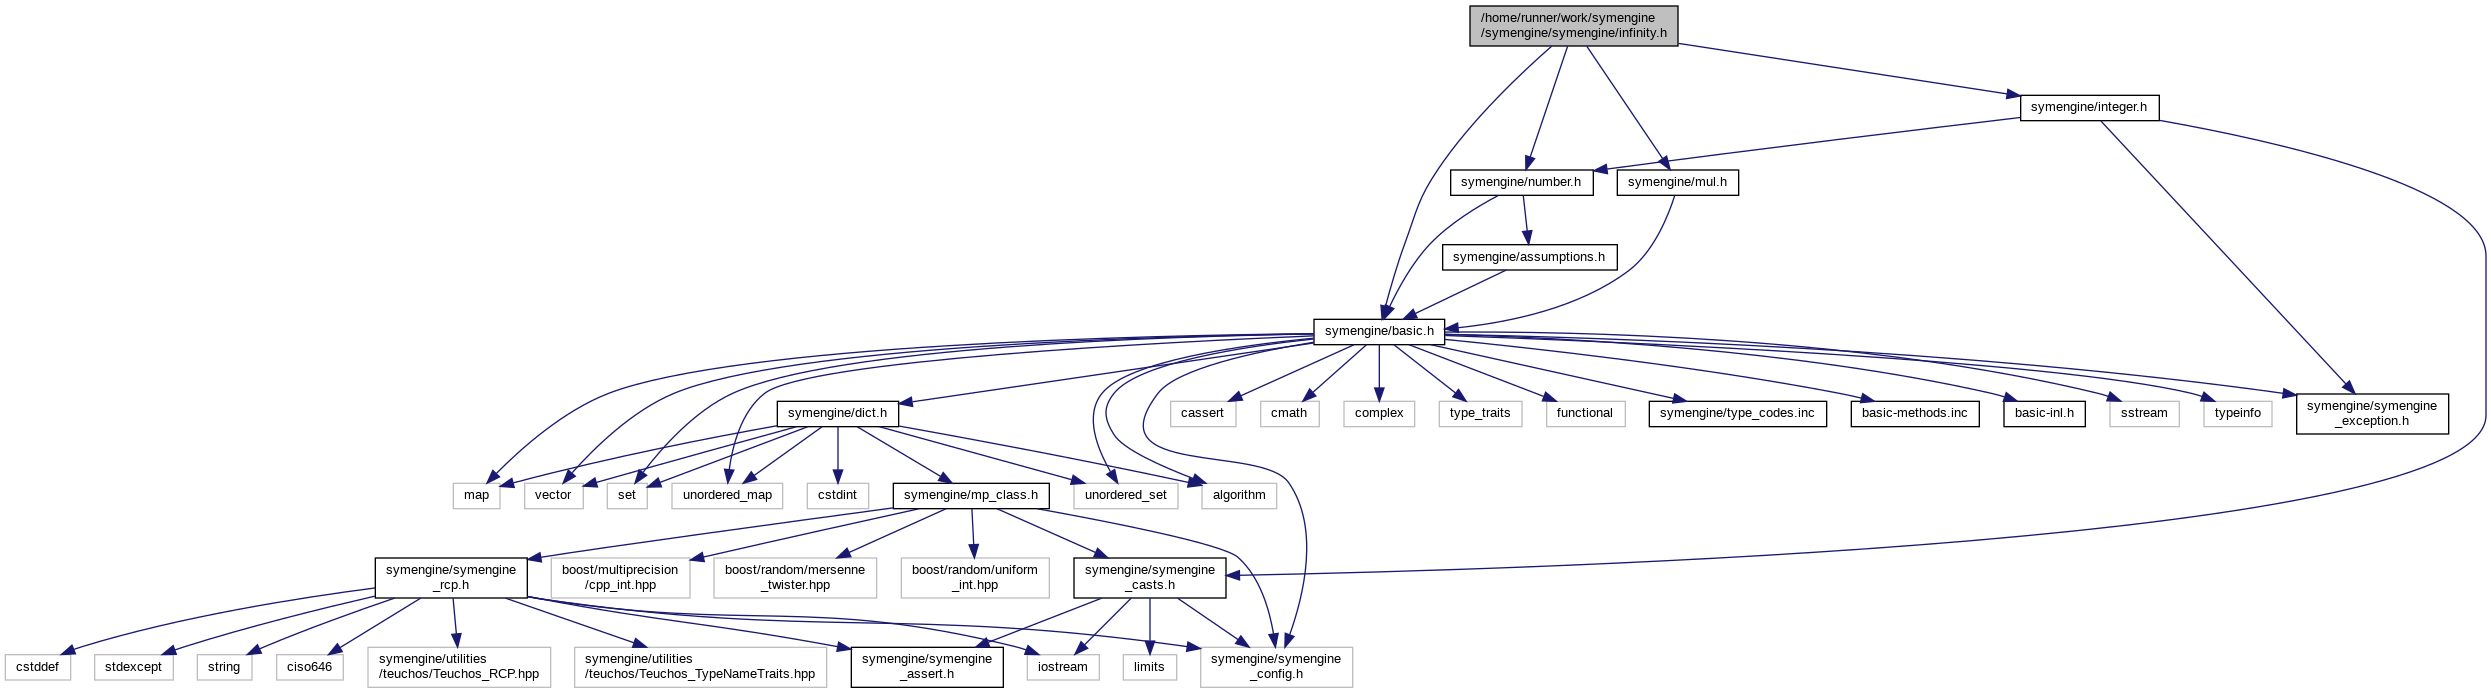 /home/runner/work/symengine
/symengine/symengine/infinity.h
symengine/integer.h
symengine/number.h
symengine/mul.h
symengine/assumptions.h
symengine/basic.h
symengine/dict.h
cassert
cmath
complex
type_traits
functional
symengine/type_codes.inc
basic-methods.inc
basic-inl.h
sstream
typeinfo
symengine/symengine
_exception.h
map
vector
set
unordered_map
cstdint
symengine/mp_class.h
unordered_set
algorithm
symengine/symengine
_rcp.h
boost/multiprecision
/cpp_int.hpp
boost/random/mersenne
_twister.hpp
boost/random/uniform
_int.hpp
symengine/symengine
_casts.h
cstddef
stdexcept
string
ciso646
symengine/utilities
/teuchos/Teuchos_RCP.hpp
symengine/utilities
/teuchos/Teuchos_TypeNameTraits.hpp
symengine/symengine
_assert.h
iostream
limits
symengine/symengine
_config.h